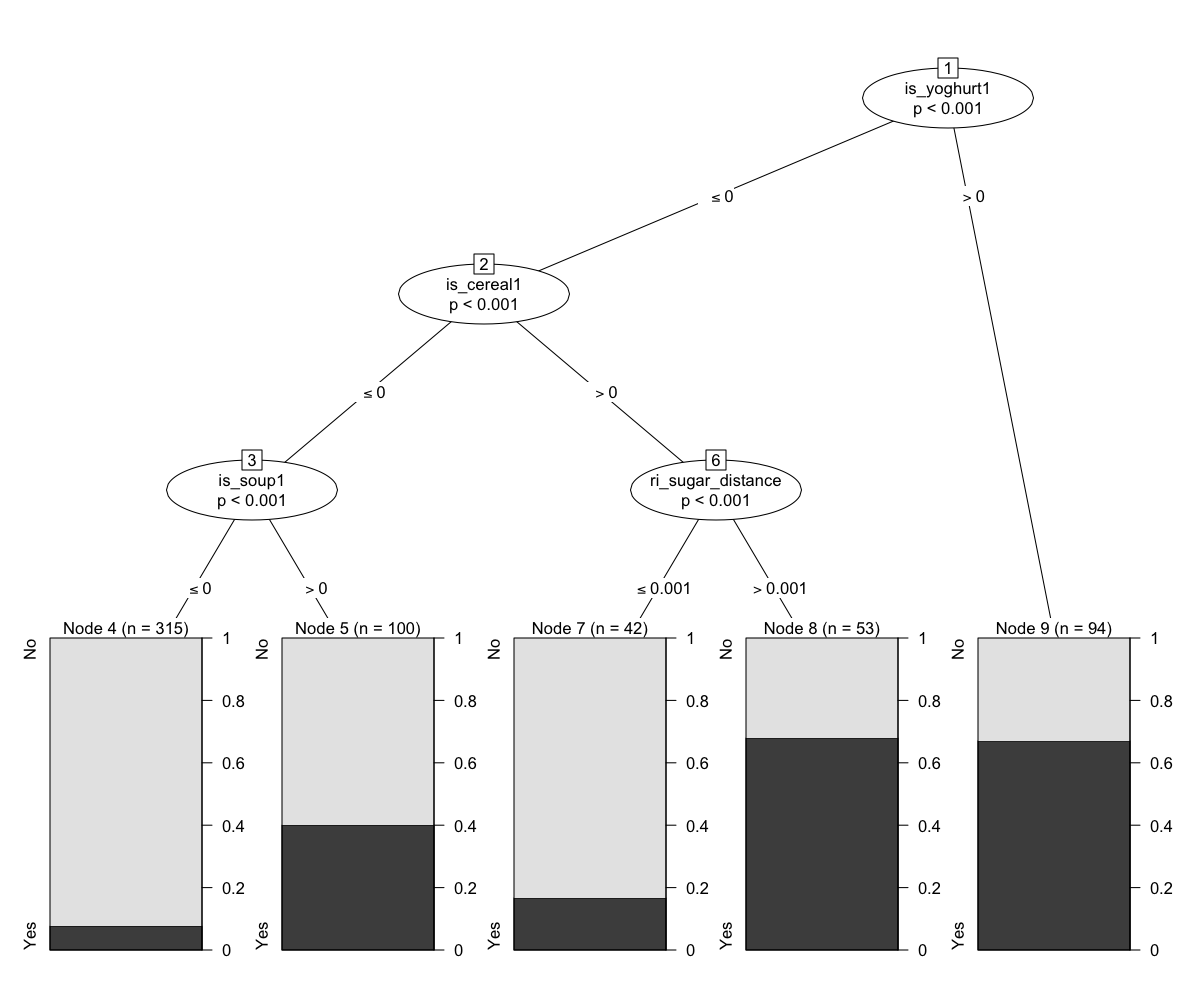 1
is_yoghurt1
p < 0.001
≤ 0
> 0
2
is_cereal1
p < 0.001
≤ 0
> 0
3
is_soup1
p < 0.001
6
ri_sugar_distance
p < 0.001
≤ 0
> 0
≤ 0.001
> 0.001
Node 4 (n = 315)
No
Yes
1
0.8
0.6
0.4
0.2
0
Node 5 (n = 100)
No
Yes
1
0.8
0.6
0.4
0.2
0
Node 7 (n = 42)
No
Yes
1
0.8
0.6
0.4
0.2
0
Node 8 (n = 53)
No
Yes
1
0.8
0.6
0.4
0.2
0
Node 9 (n = 94)
No
Yes
1
0.8
0.6
0.4
0.2
0